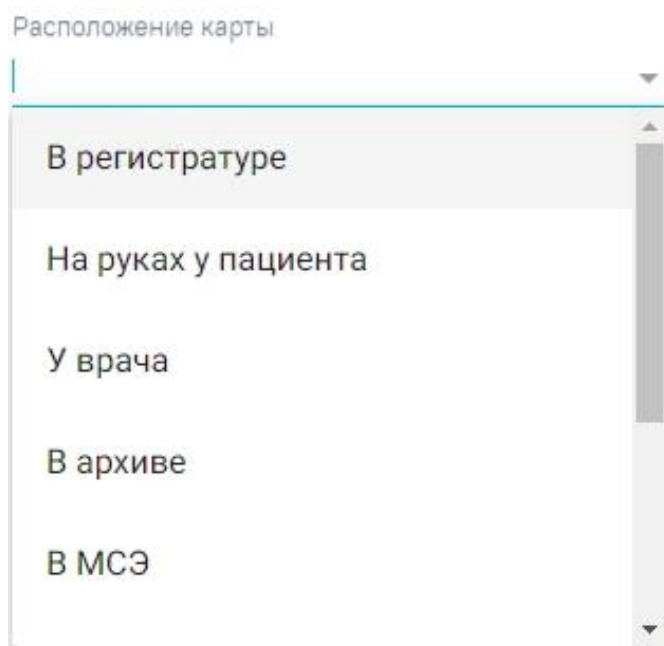 Расположение карты
В регистратуре
На руках у пациента
У врача
В архиве
В МСЭ